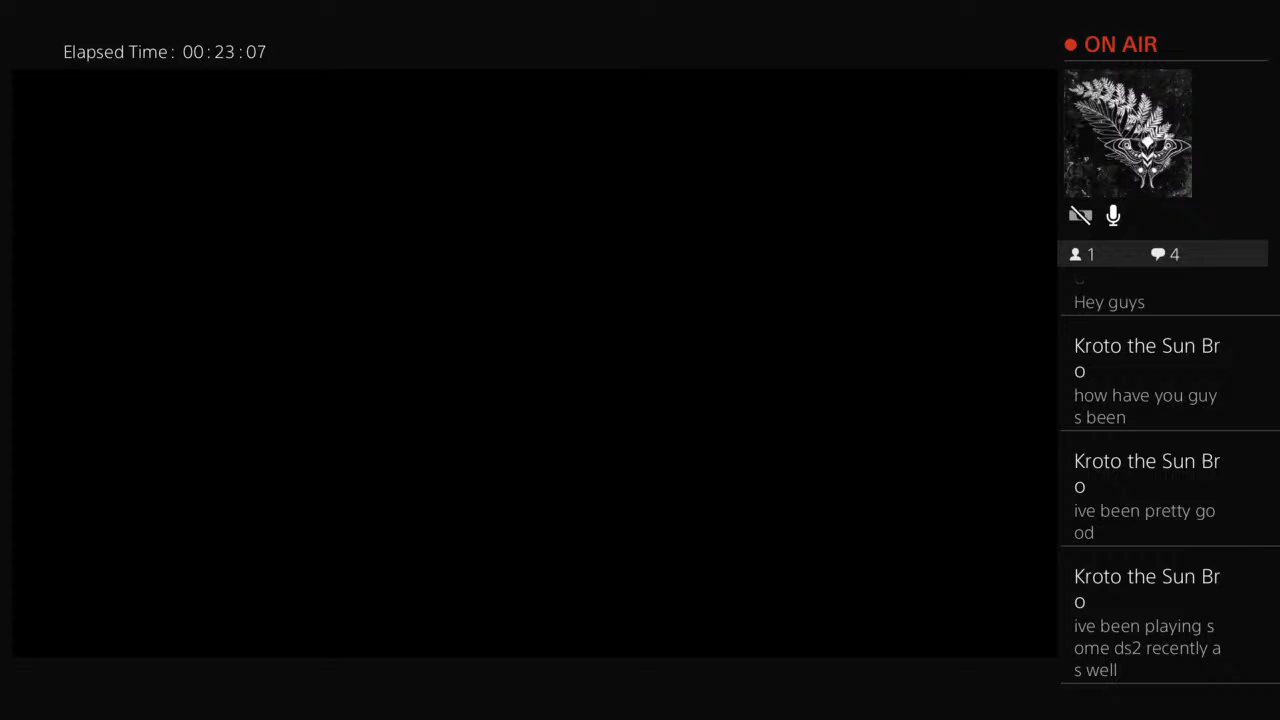 Elapsed Time: 00:23:07
ON AIR
1 4
Hey guys
Kroto the Sun Br
o
how have you guy
s been
Kroto the Sun Br
o
ive been pretty go
od
Kroto the Sun Br
o
ive been playing s
ome ds2 recently a
s well